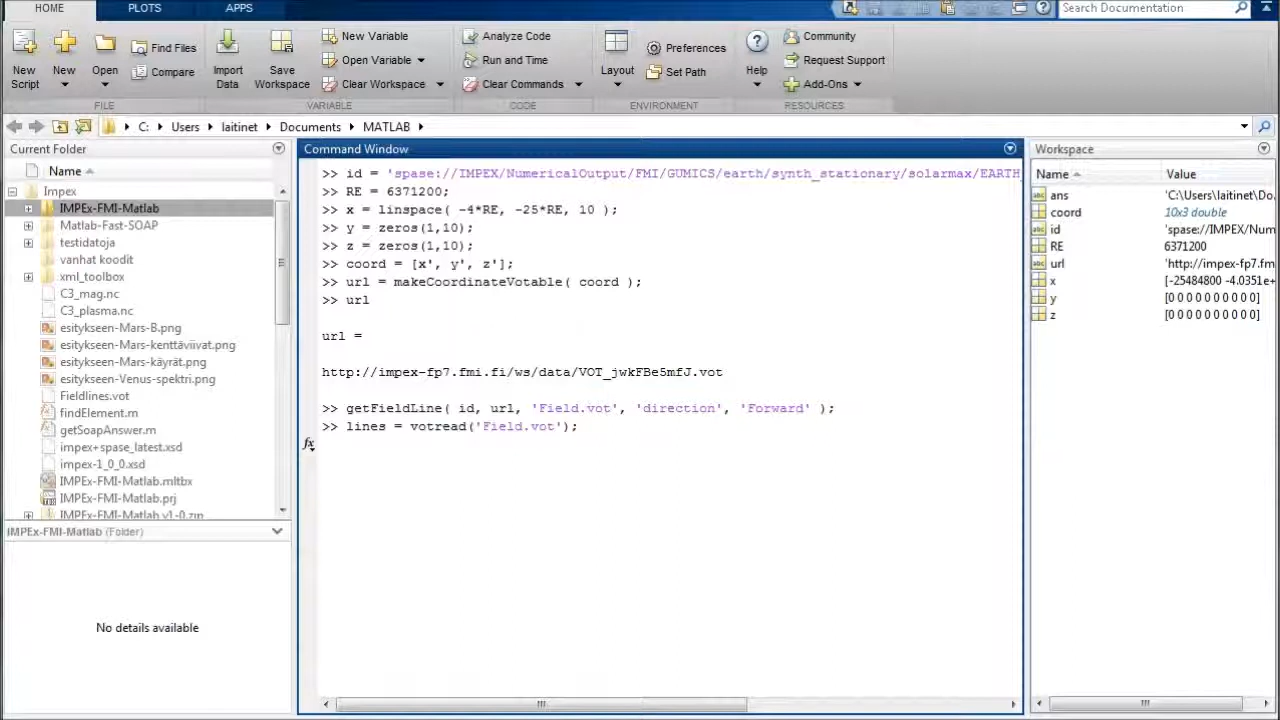 HOME PLOTS APPS
Search Documentation
New Script
New
Open
Find Files
Compare
FILE
Import Data
Save Workspace
New Variable
Open Variable
Clear Workspace
VARIABLE
Analyze Code
Run and Time
Clear Commands
CODE
Layout
Preferences
Set Path
ENVIRONMENT
Help
Community
Request Support
Add-Ons
RESOURCES
C: Users laitinet Documents MATLAB
Current Folder
Name
Impex
IMPEx-FMI-Matlab
Matlab-Fast-SOAP
testidatoja
vanhat koodit
xml_toolbox
C3_mag.nc
C3_plasma.nc
esitykseen-Mars-B.png
esitykseen-Mars-kenttäviivat.png
esitykseen-Mars-käyrät.png
esitykseen-Venus-spektri.png
Fieldlines.vot
findElement.m
getSoapAnswer.m
impex+spase_latest.xsd
impex-1_0_0.xsd
IMPEx-FMI-Matlab.mltbx
IMPEx-FMI-Matlab.prj
IMPEx-FMI-Matlab v1-0.zip
IMPEx-FMI-Matlab (Folder)
No details available
Command Window
>> id = 'spase://IMPEX/NumericalOutput/FMI/GUMICS/earth/synth_stationary/solarmax/EARTH_
>> RE = 6371200;
>> x = linspace( -4*RE, -25*RE, 10 );
>> y = zeros(1,10);
>> z = zeros(1,10);
>> coord = [x', y', z'];
>> url = makeCoordinateVotable( coord );
>> url
url =
http://impex-fp7.fmi.fi/ws/data/VOT_jwkFBe5mfJ.vot
>> getFieldLine( id, url, 'Field.vot', 'direction', 'Forward' );
>> lines = votread('Field.vot');
fx
Workspace
Name Value
ans 'C:\Users\laitinet\Do...
coord 10x3 double
id 'spase://IMPEX/Num
RE 6371200
url 'http://impex-fp7.fm
x [-25484800 -4.0351e+
y [0 0 0 0 0 0 0 0 0 0]
z [0 0 0 0 0 0 0 0 0 0]